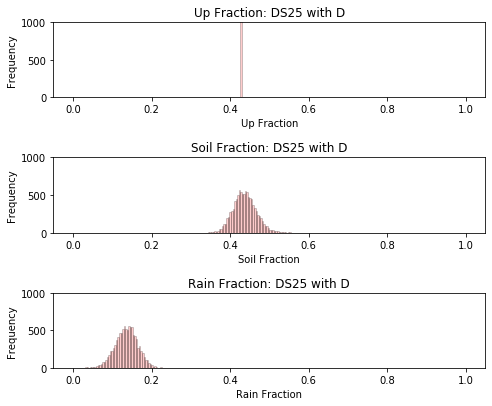 Up Fraction: DS25 with D
1000
500
0
Frequency
0.0 0.2 0.4 0.6 0.8 1.0
Up Fraction
Soil Fraction: DS25 with D
1000
500
0
Frequency
0.0 0.2 0.4 0.6 0.8 1.0
Soil Fraction
Rain Fraction: DS25 with D
1000
500
0
Frequency
0.0 0.2 0.4 0.6 0.8 1.0
Rain Fraction